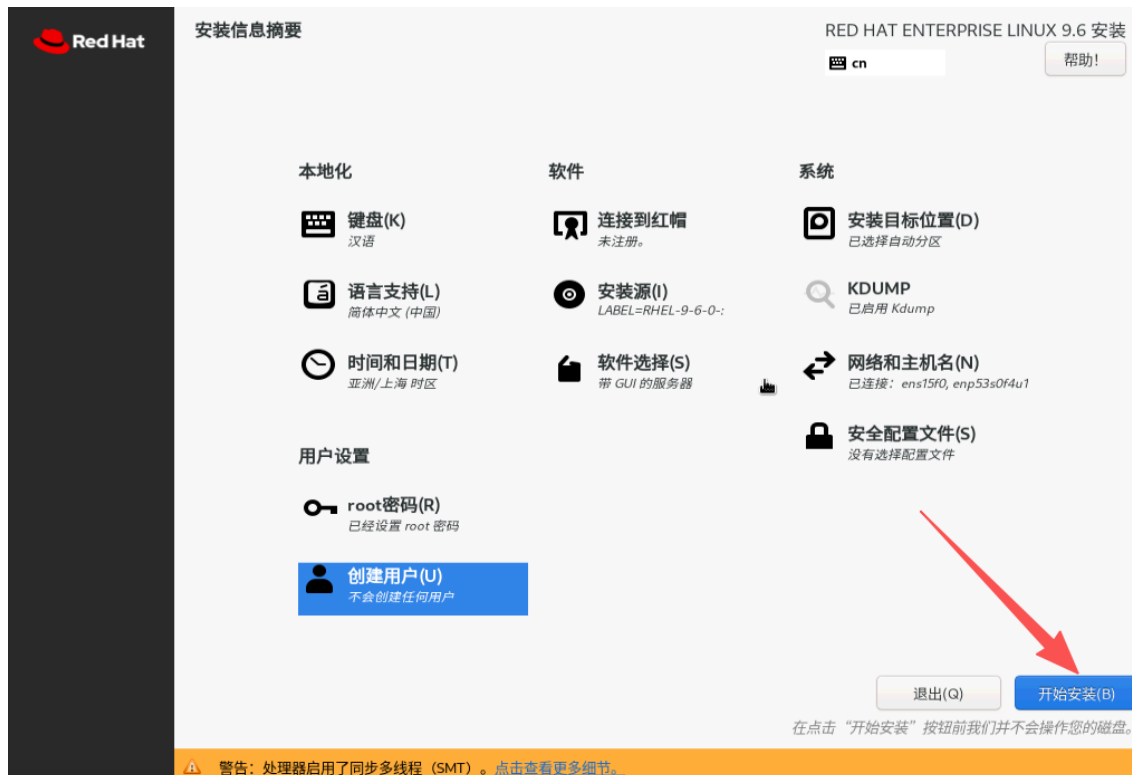 Red Hat
安装信息摘要
RED HAT ENTERPRISE LINUX 9.6 安装
cn
帮助!
本地化
键盘(K)
汉语
语言支持(L)
简体中文 (中国)
时间和日期(T)
亚洲/上海 时区
软件
连接到红帽
未注册。
安装源(I)
LABEL=RHEL-9-6-0-:
软件选择(S)
带 GUI 的服务器
系统
安装目标位置(D)
已选择自动分区
KDUMP
已启用 Kdump
网络和主机名(N)
已连接：ens15f0, enp53s0f4u1
安全配置文件(S)
没有选择配置文件
用户设置
root密码(R)
已经设置 root 密码
创建用户(U)
不会创建任何用户
退出(Q)
开始安装(B)
在点击“开始安装”按钮前我们并不会操作您的磁盘。
警告：处理器启用了同步多线程（SMT）。点击查看更多细节。